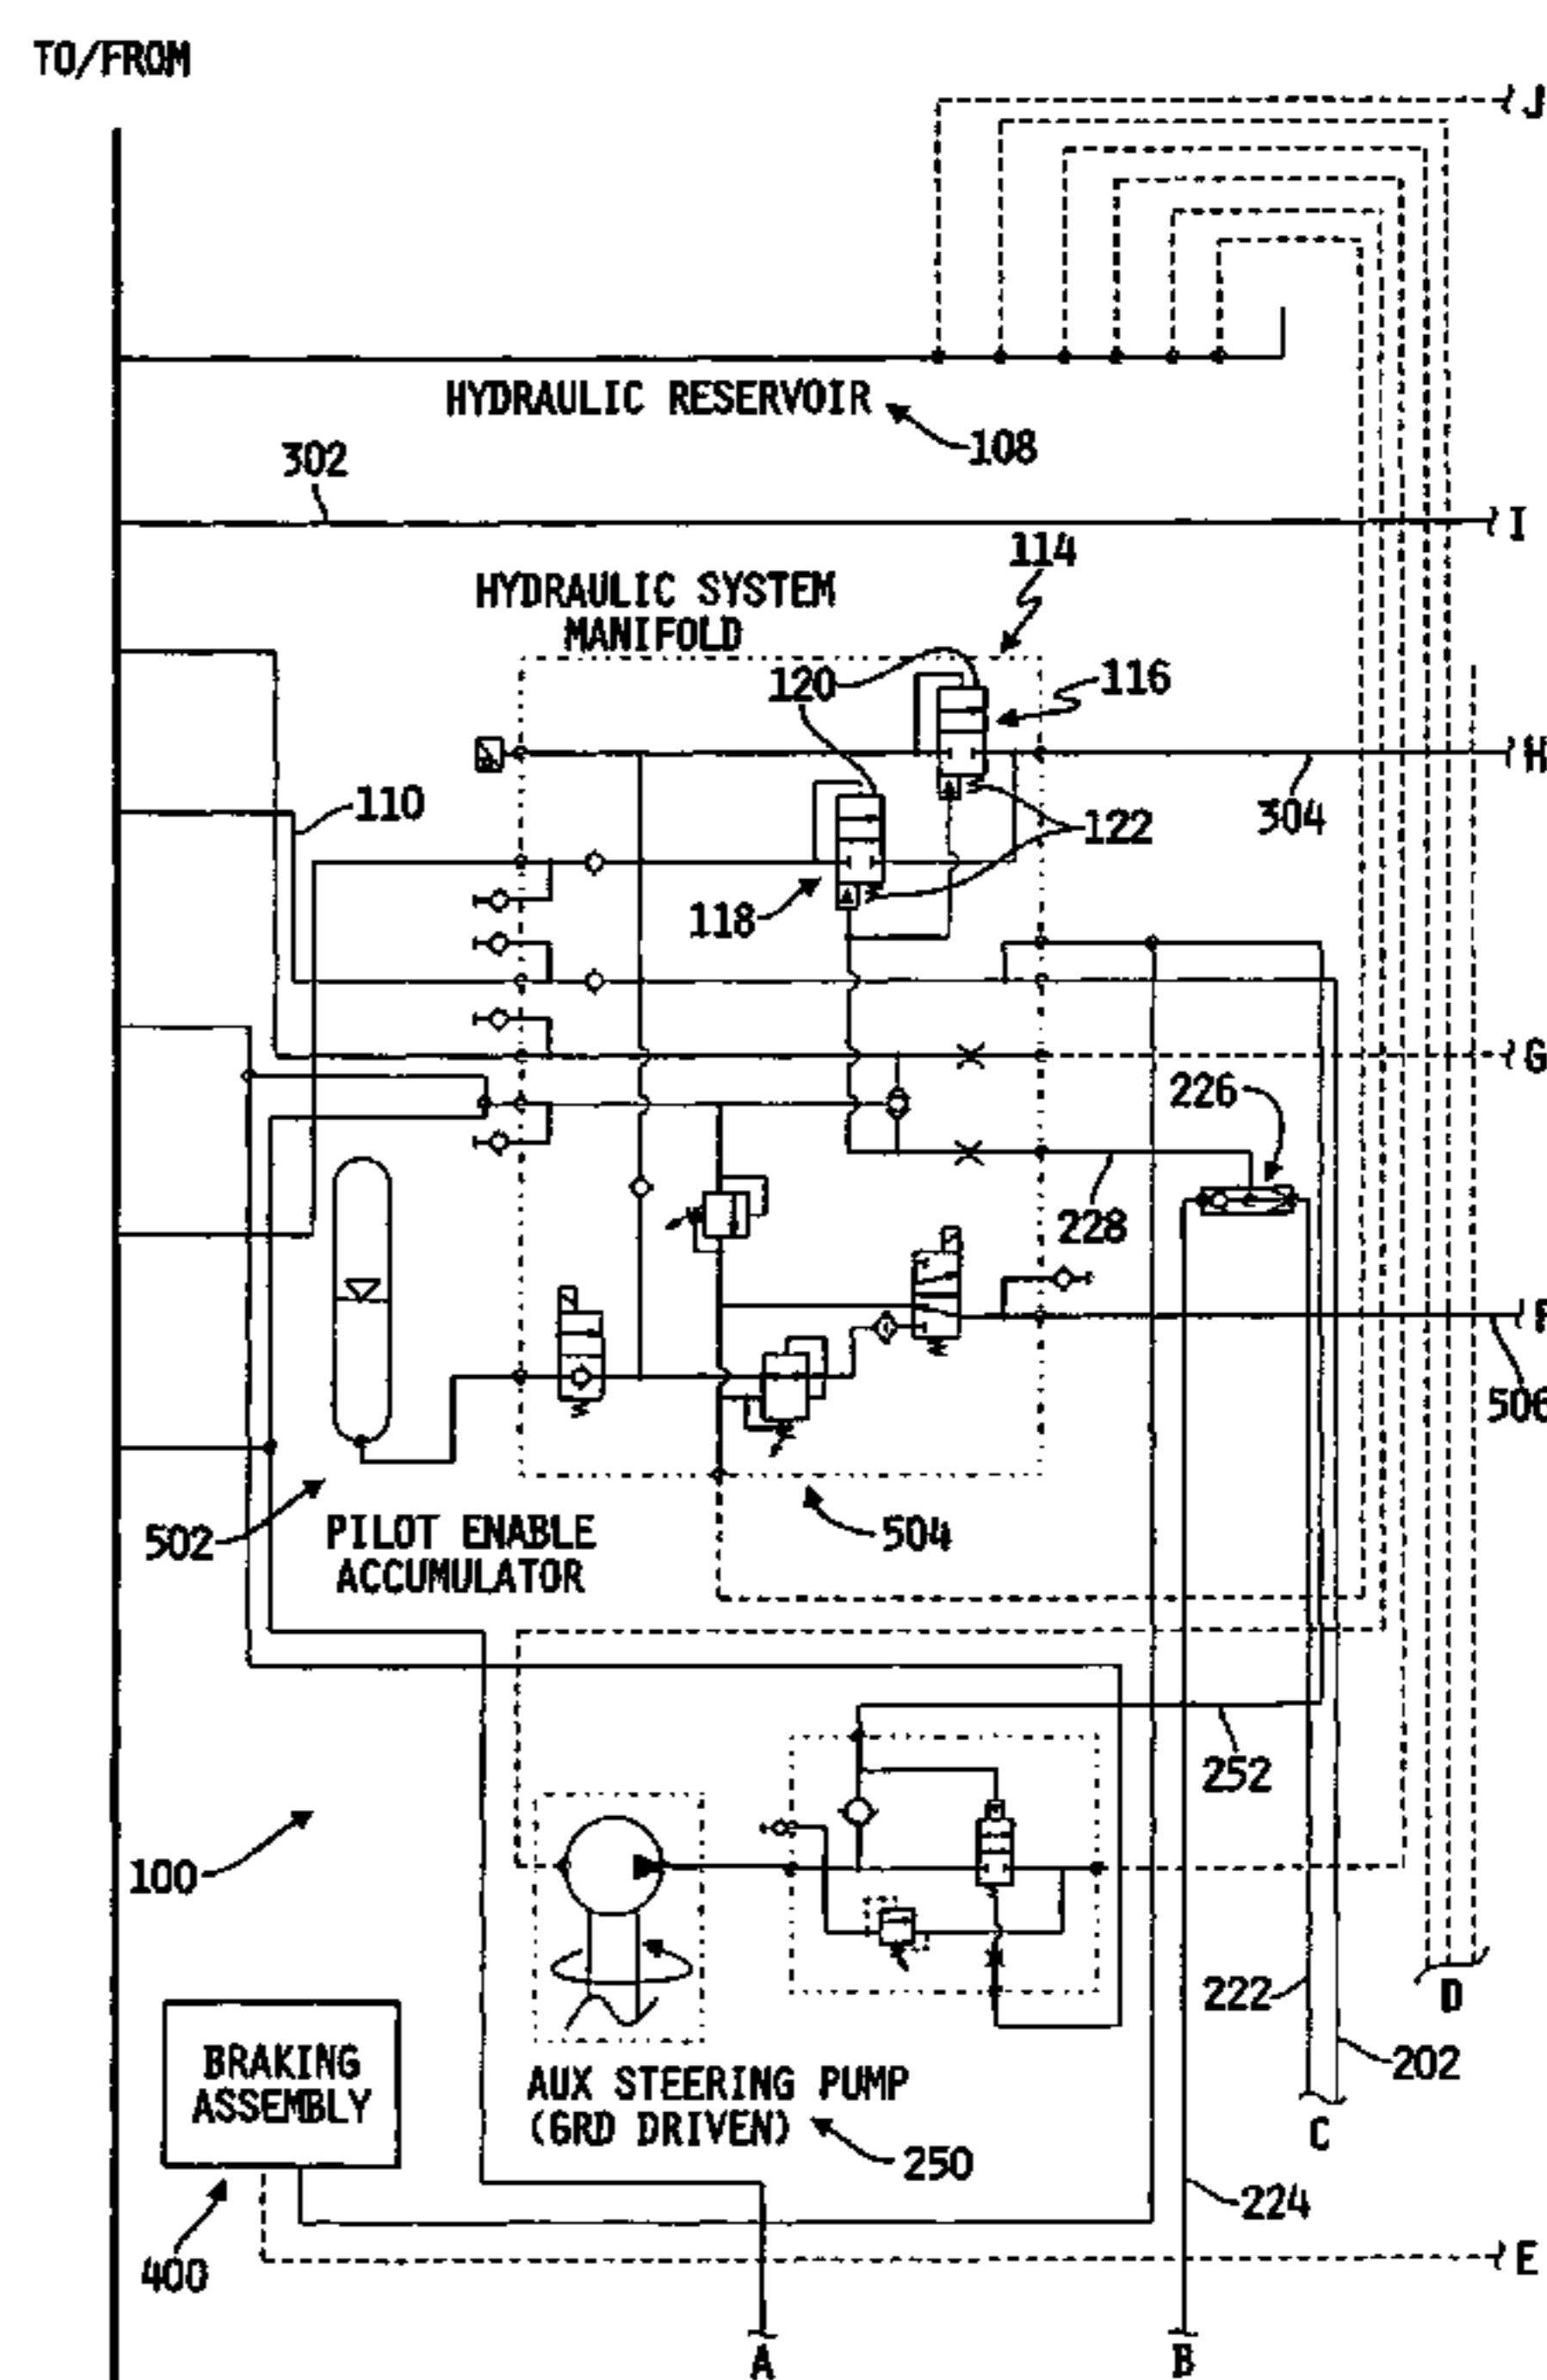 TO/FROM
J
HYDRAULIC RESERVOIR
108
302
I
114
HYDRAULIC SYSTEM
MANIFOLD
120
116
H
110
304
122
118
G
226
228
506
502
PILOT ENABLE
ACCUMULATOR
504
252
100
222
D
BRAKING
ASSEMBLY
202
AUX STEERING PUMP
(GRD DRIVEN)
C
250
224
400
E
A
B